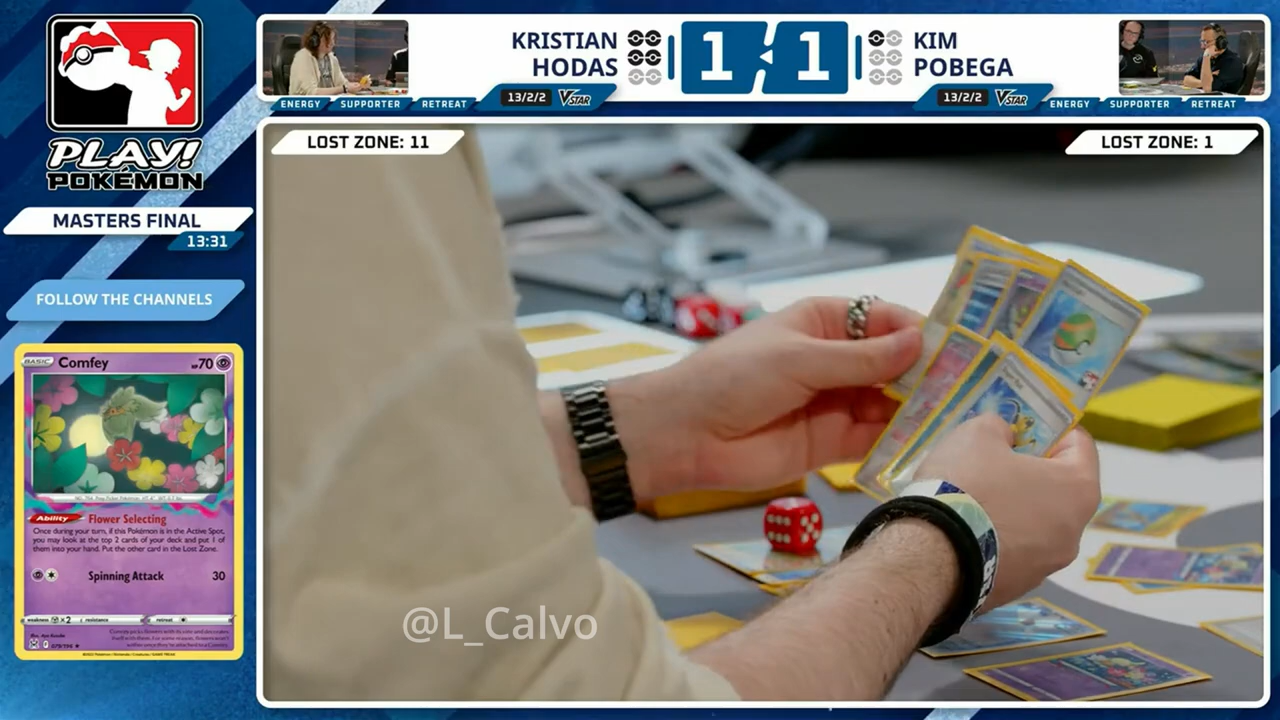 KRISTIAN
HODAS
1
1
KIM
POBEGA
13/2/2 VSTAR
13/2/2 VSTAR
ENERGY SUPPORTER RETREAT
ENERGY SUPPORTER RETREAT
PLAY!
POKÉMON
MASTERS FINAL
13:31
FOLLOW THE CHANNELS
LOST ZONE: 11
LOST ZONE: 1
BASIC Comfey HP70
Ability Flower Selecting
Once during your turn, if this Pokémon is in the Active Spot,
you may look at the top 2 cards of your deck and put 1 of
them into your hand. Put the other card in the Lost Zone.
Spinning Attack 30
weakness ×2 resistance retreat
079/196
@L_Calvo